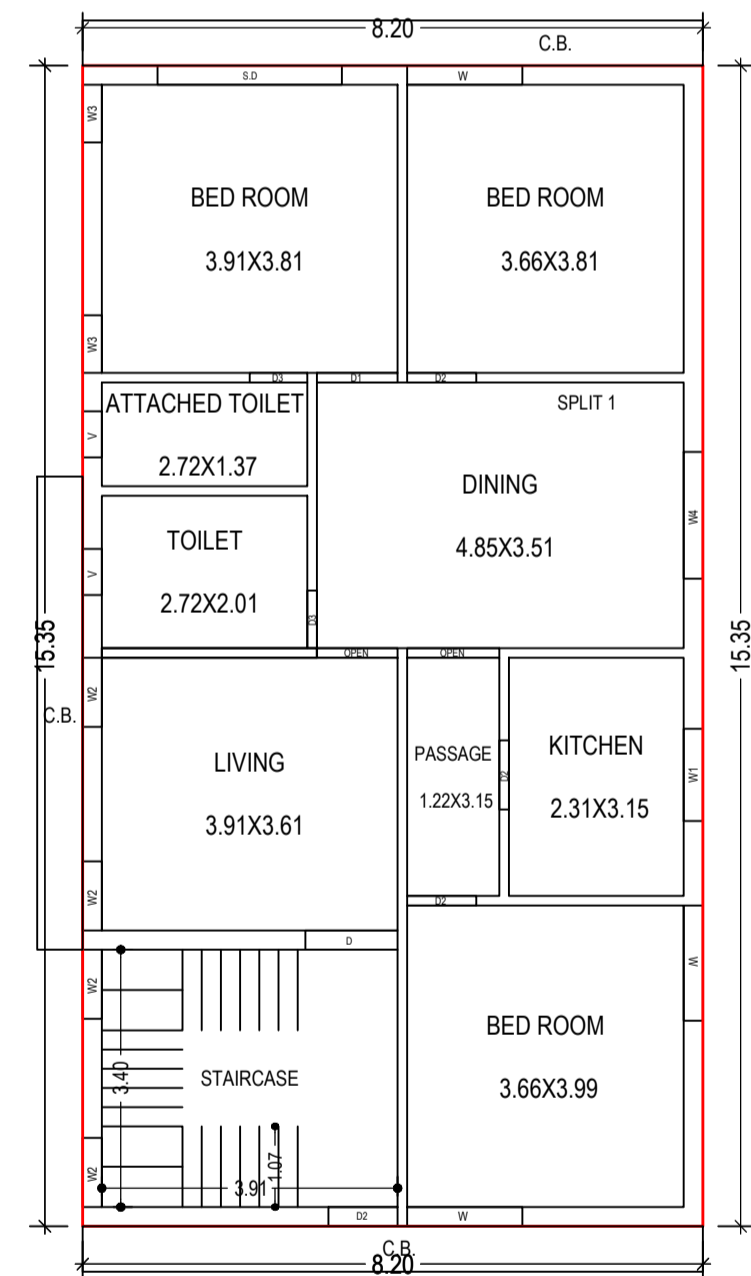 8.20
C.B.
S.D
W
W3
BED ROOM
3.91X3.81
BED ROOM
3.66X3.81
W3
D3
D1
D2
ATTACHED TOILET
2.72X1.37
V
SPLIT 1
DINING
4.85X3.51
W4
TOILET
2.72X2.01
V
D3
15.35
15.35
OPEN
OPEN
W2
C.B.
LIVING
3.91X3.61
PASSAGE
1.22X3.15
D2
KITCHEN
2.31X3.15
W1
W2
D2
D
W2
W
BED ROOM
3.66X3.99
3.40
STAIRCASE
1.07
W2
3.91
D2
W
C.B.
8.20